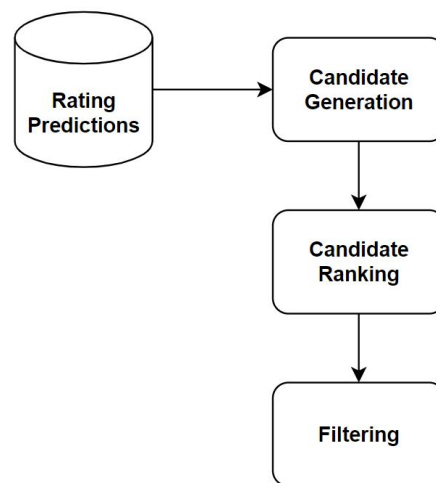 Rating
Predictions
Candidate
Generation
Candidate
Ranking
Filtering